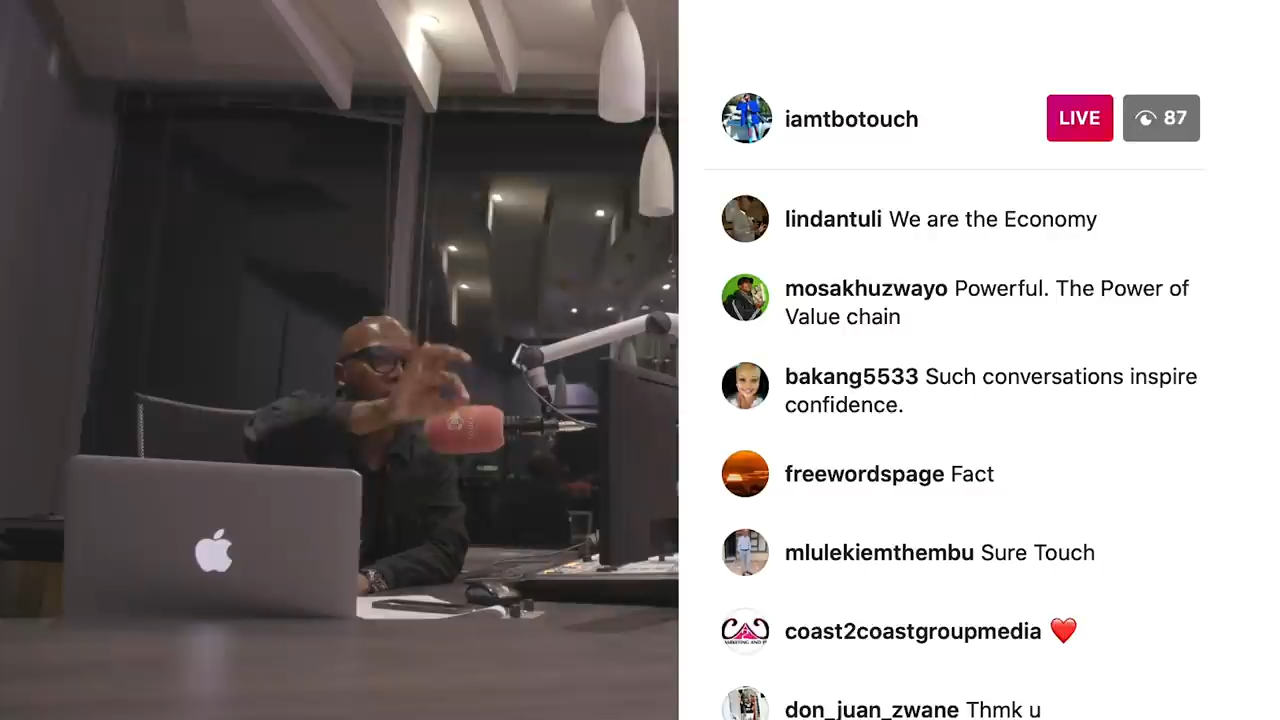 iamtbotouch
LIVE
87
lindantuli We are the Economy
mosakhuzwayo Powerful. The Power of
Value chain
bakang5533 Such conversations inspire
confidence.
freewordspage Fact
mlulekiemthembu Sure Touch
coast2coastgroupmedia ❤️
don_juan_zwane Thmk u